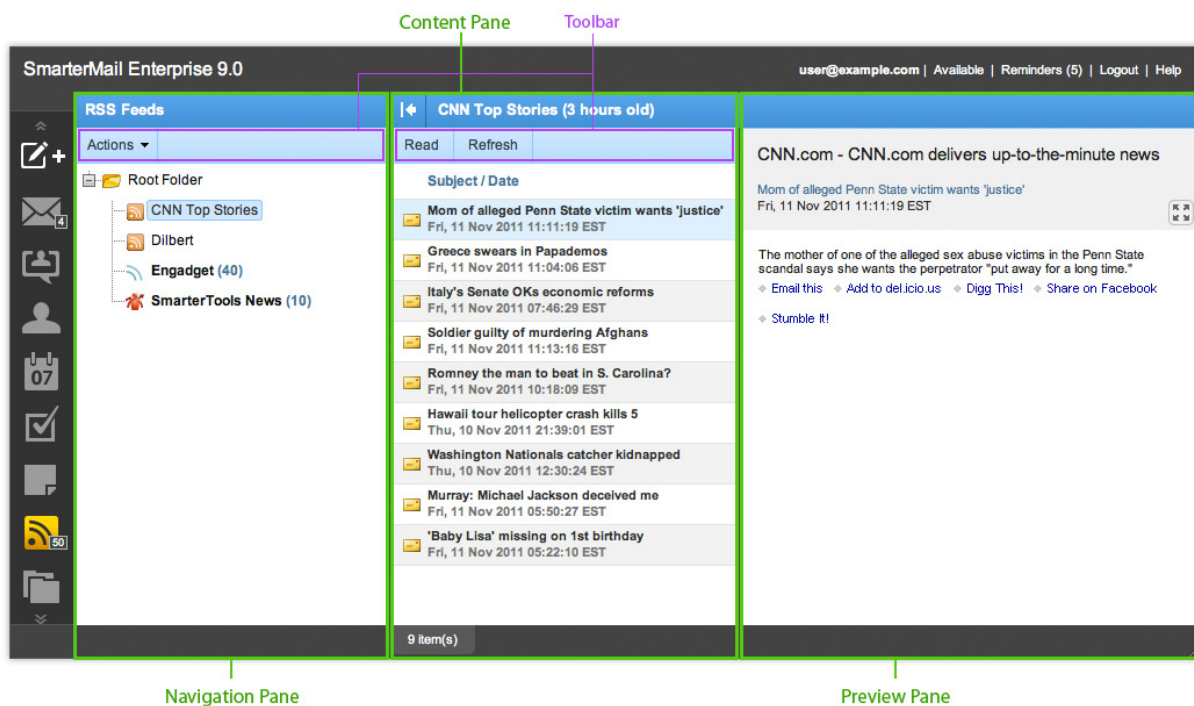 Content Pane
Toolbar
SmarterMail Enterprise 9.0
user@example.com | Available | Reminders (5) | Logout | Help
RSS Feeds
Actions
Root Folder
CNN Top Stories
Dilbert
Engadget (40)
SmarterTools News (10)
4
07
50
CNN Top Stories (3 hours old)
Read Refresh
Subject / Date
Mom of alleged Penn State victim wants 'justice'
Fri, 11 Nov 2011 11:11:19 EST
Greece swears in Papademos
Fri, 11 Nov 2011 11:04:06 EST
Italy's Senate OKs economic reforms
Fri, 11 Nov 2011 07:46:29 EST
Soldier guilty of murdering Afghans
Fri, 11 Nov 2011 11:13:16 EST
Romney the man to beat in S. Carolina?
Fri, 11 Nov 2011 10:18:09 EST
Hawaii tour helicopter crash kills 5
Thu, 10 Nov 2011 21:39:01 EST
Washington Nationals catcher kidnapped
Thu, 10 Nov 2011 12:30:24 EST
Murray: Michael Jackson deceived me
Fri, 11 Nov 2011 05:50:27 EST
'Baby Lisa' missing on 1st birthday
Fri, 11 Nov 2011 05:22:10 EST
9 item(s)
CNN.com - CNN.com delivers up-to-the-minute news
Mom of alleged Penn State victim wants 'justice'
Fri, 11 Nov 2011 11:11:19 EST
The mother of one of the alleged sex abuse victims in the Penn State
scandal says she wants the perpetrator "put away for a long time."
Email this Add to del.icio.us Digg This! Share on Facebook
Stumble It!
Navigation Pane
Preview Pane